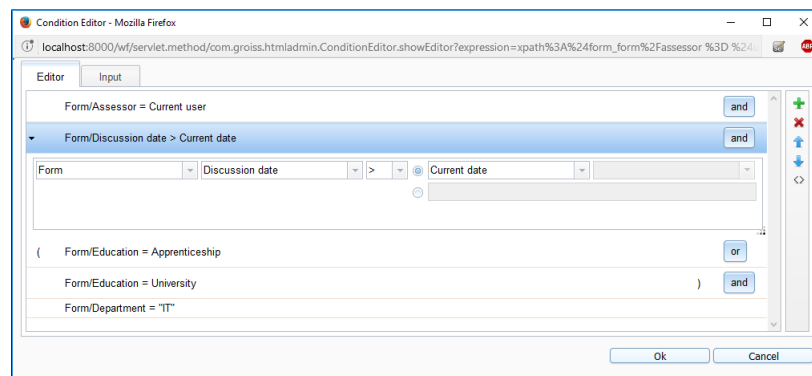 Condition Editor - Mozilla Firefox
localhost:8000/wf/servlet.method/com.groiss.htmladmin.ConditionEditor.showEditor?expression=xpath%3A%24form_form%2Fassessor %3D %24u
ABP
Editor Input
Form/Assessor = Current user and
Form/Discussion date > Current date and
Form Discussion date > Current date
( Form/Education = Apprenticeship or
Form/Education = University ) and
Form/Department = "IT"
Ok Cancel